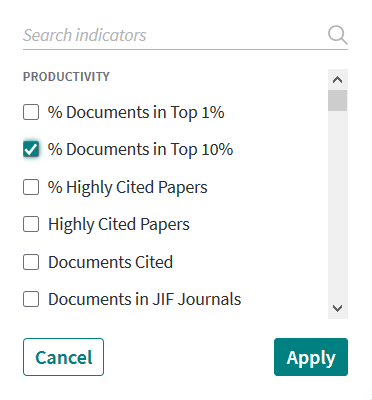 Search indicators
PRODUCTIVITY
% Documents in Top 1%
% Documents in Top 10%
% Highly Cited Papers
Highly Cited Papers
Documents Cited
Documents in JIF Journals
Cancel
Apply